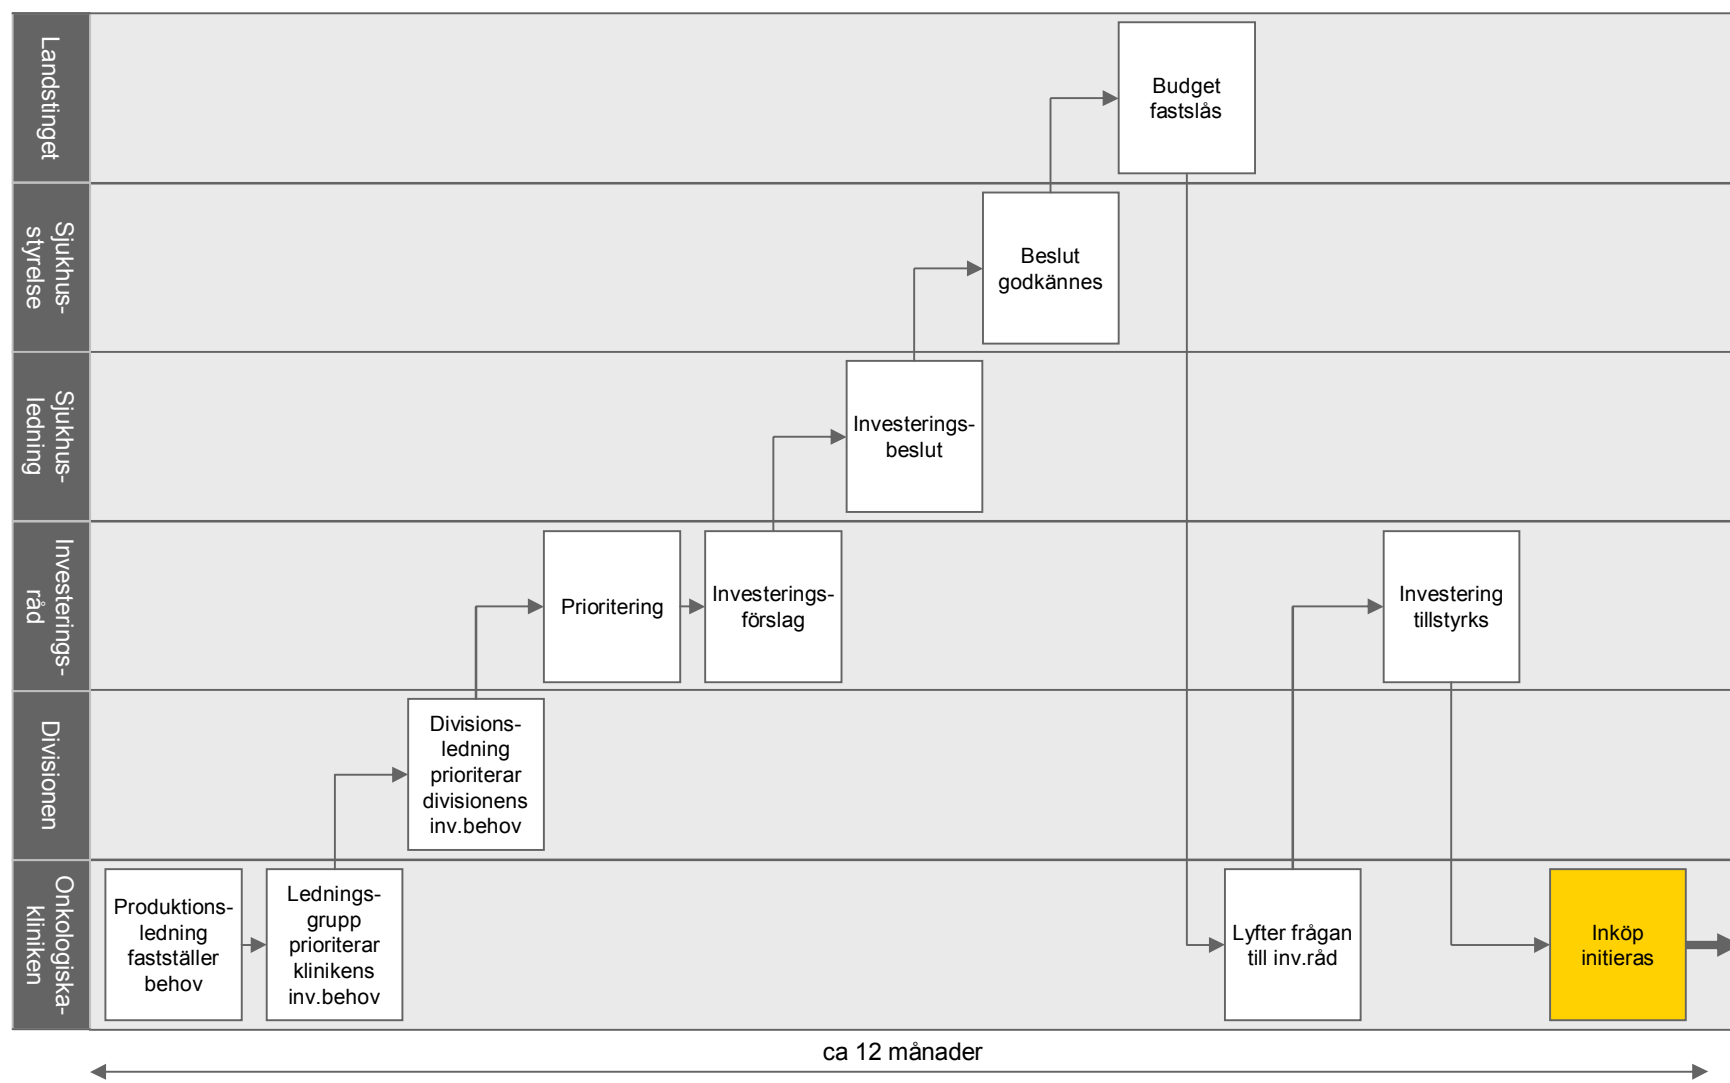 Landstinget
Budget
fastslås
Sjukhus-
styrelse
Beslut
godkännes
Sjukhus-
ledning
Investerings-
beslut
Investerings-
råd
Prioritering
Investerings-
förslag
Investering
tillstyrks
Divisionen
Divisions-
ledning
prioriterar
divisionens
inv.behov
Onkologiska-
kliniken
Produktions-
ledning
fastställer
behov
Lednings-
grupp
prioriterar
klinikens
inv.behov
Lyfter frågan
till inv.råd
Inköp
initieras
ca 12 månader